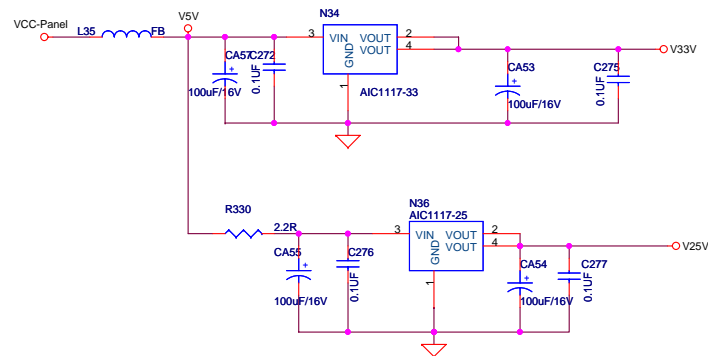 VCC-Panel
L35
FB
V5V
N34
3
VIN
GND
VOUT
VOUT
2
4
1
AIC1117-33
V33V
CA57
100uF/16V
C272
0.1UF
CA53
100uF/16V
C275
0.1UF
R330
2.2R
N36
AIC1117-25
3
VIN
GND
VOUT
VOUT
2
4
1
V25V
CA55
100uF/16V
C276
0.1UF
CA54
100uF/16V
C277
0.1UF